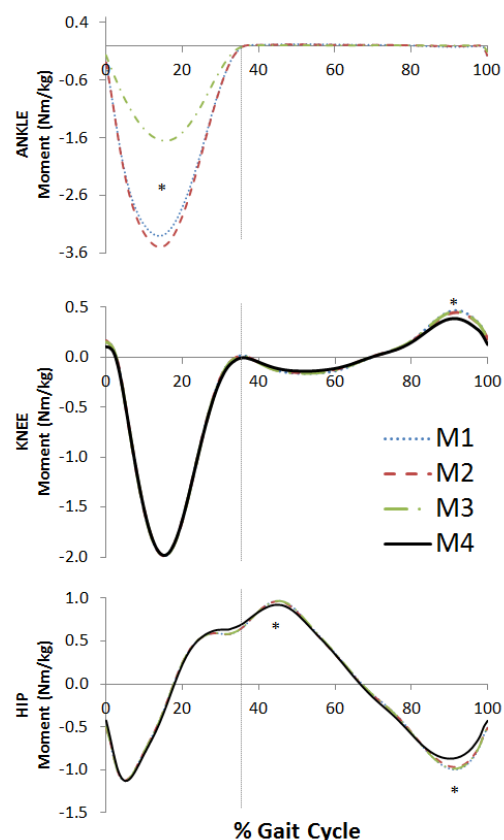 0.4
-0.6
-1.6
-2.6
-3.6
0 20 40 60 80 100
*
ANKLE
Moment (Nm/kg)
0.5
0.0
-0.5
-1.0
-1.5
-2.0
0 20 40 60 80 100
*
KNEE
Moment (Nm/kg)
M1
M2
M3
M4
1.0
0.5
0.0
-0.5
-1.0
-1.5
0 20 40 60 80 100
*
*
HIP
Moment (Nm/kg)
% Gait Cycle